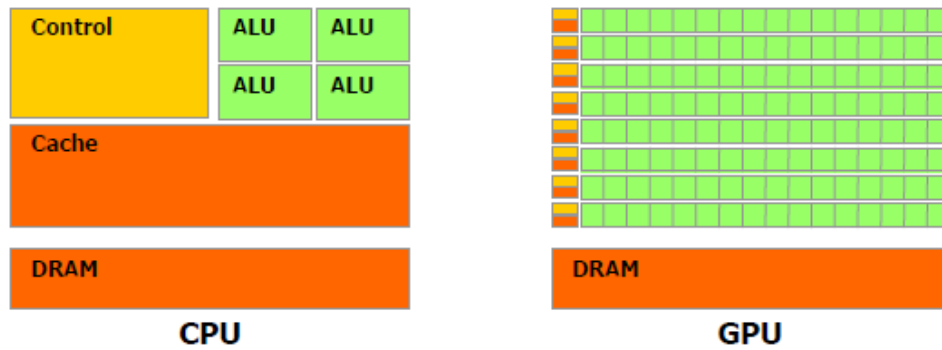 Control
ALU ALU
ALU ALU
Cache
DRAM
CPU
DRAM
GPU